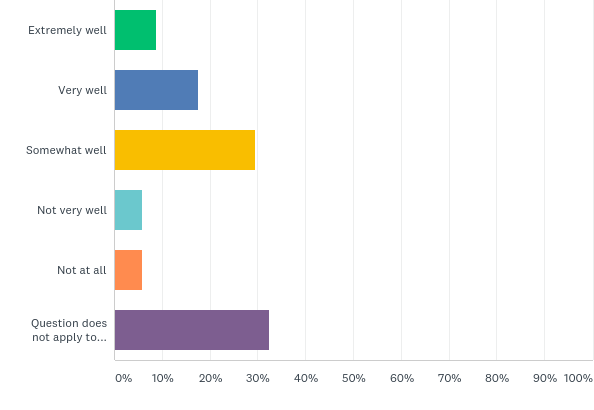 Extremely well
Very well
Somewhat well
Not very well
Not at all
Question does
not apply to...
0% 10% 20% 30% 40% 50% 60% 70% 80% 90% 100%